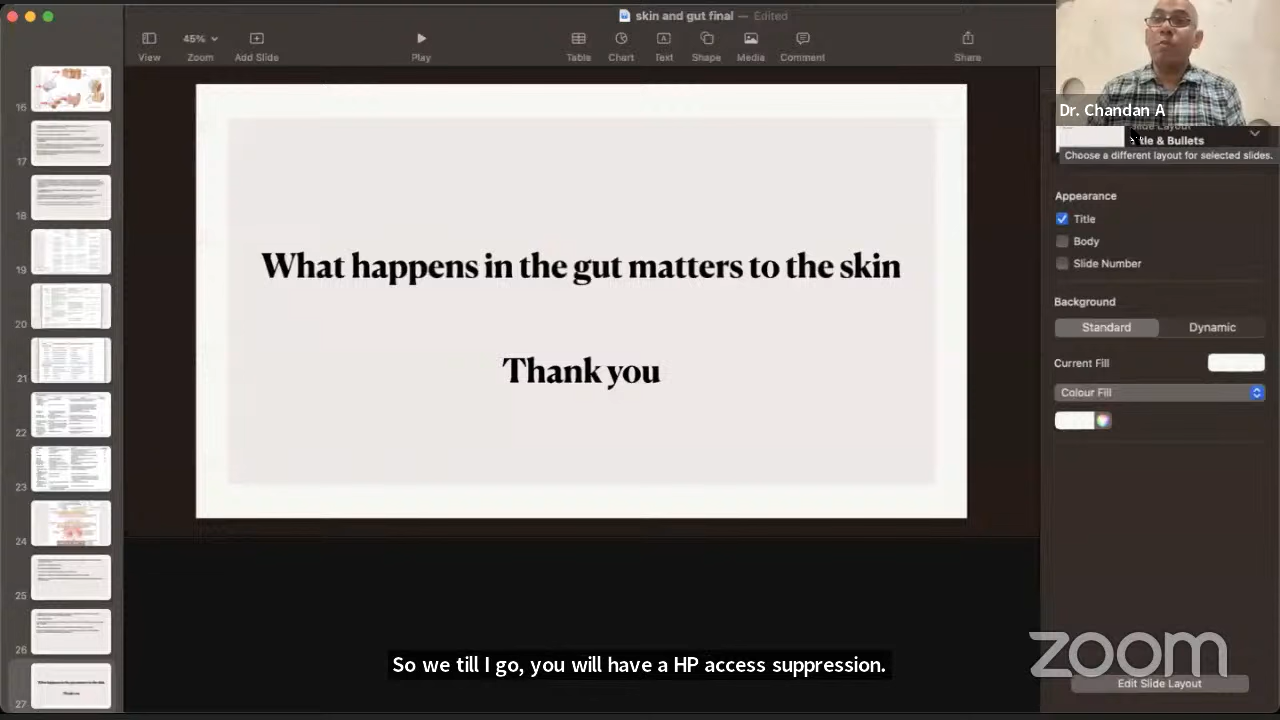 skin and gut final — Edited
45%
View
Zoom
Add Slide
Play
Table
Chart
Text
Shape
Media
Comment
Share
16
17
18
19
20
21
22
23
24
25
26
27
What happens in the gut matters to the skin
Thank you
Dr. Chandan A
Slide Layout
Title & Bullets
Choose a different layout for selected slides.
Appearance
Title
Body
Slide Number
Background
Standard
Dynamic
Current Fill
Colour Fill
Edit Slide Layout
zoom
So we till I go, you will have a HP access suppression.